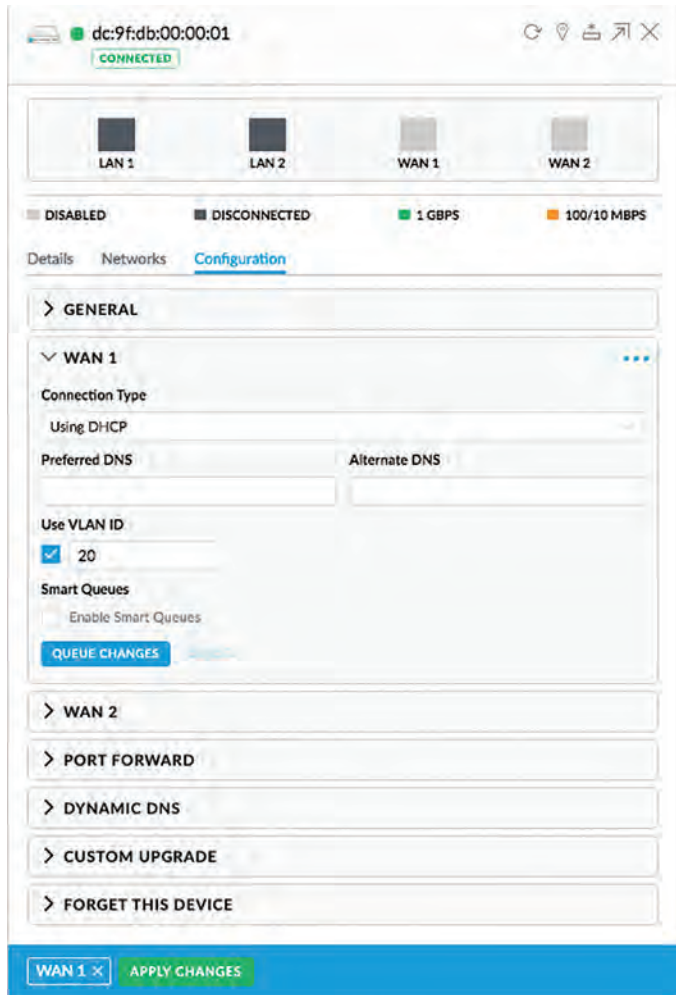 dc:9f:db:00:00:01
CONNECTED
LAN 1 LAN 2 WAN 1 WAN 2
DISABLED DISCONNECTED 1 GBPS 100/10 MBPS
Details Networks Configuration
GENERAL
WAN 1
Connection Type
Using DHCP
Preferred DNS Alternate DNS
Use VLAN ID
20
Smart Queues
Enable Smart Queues
QUEUE CHANGES
WAN 2
PORT FORWARD
DYNAMIC DNS
CUSTOM UPGRADE
FORGET THIS DEVICE
WAN 1 × APPLY CHANGES